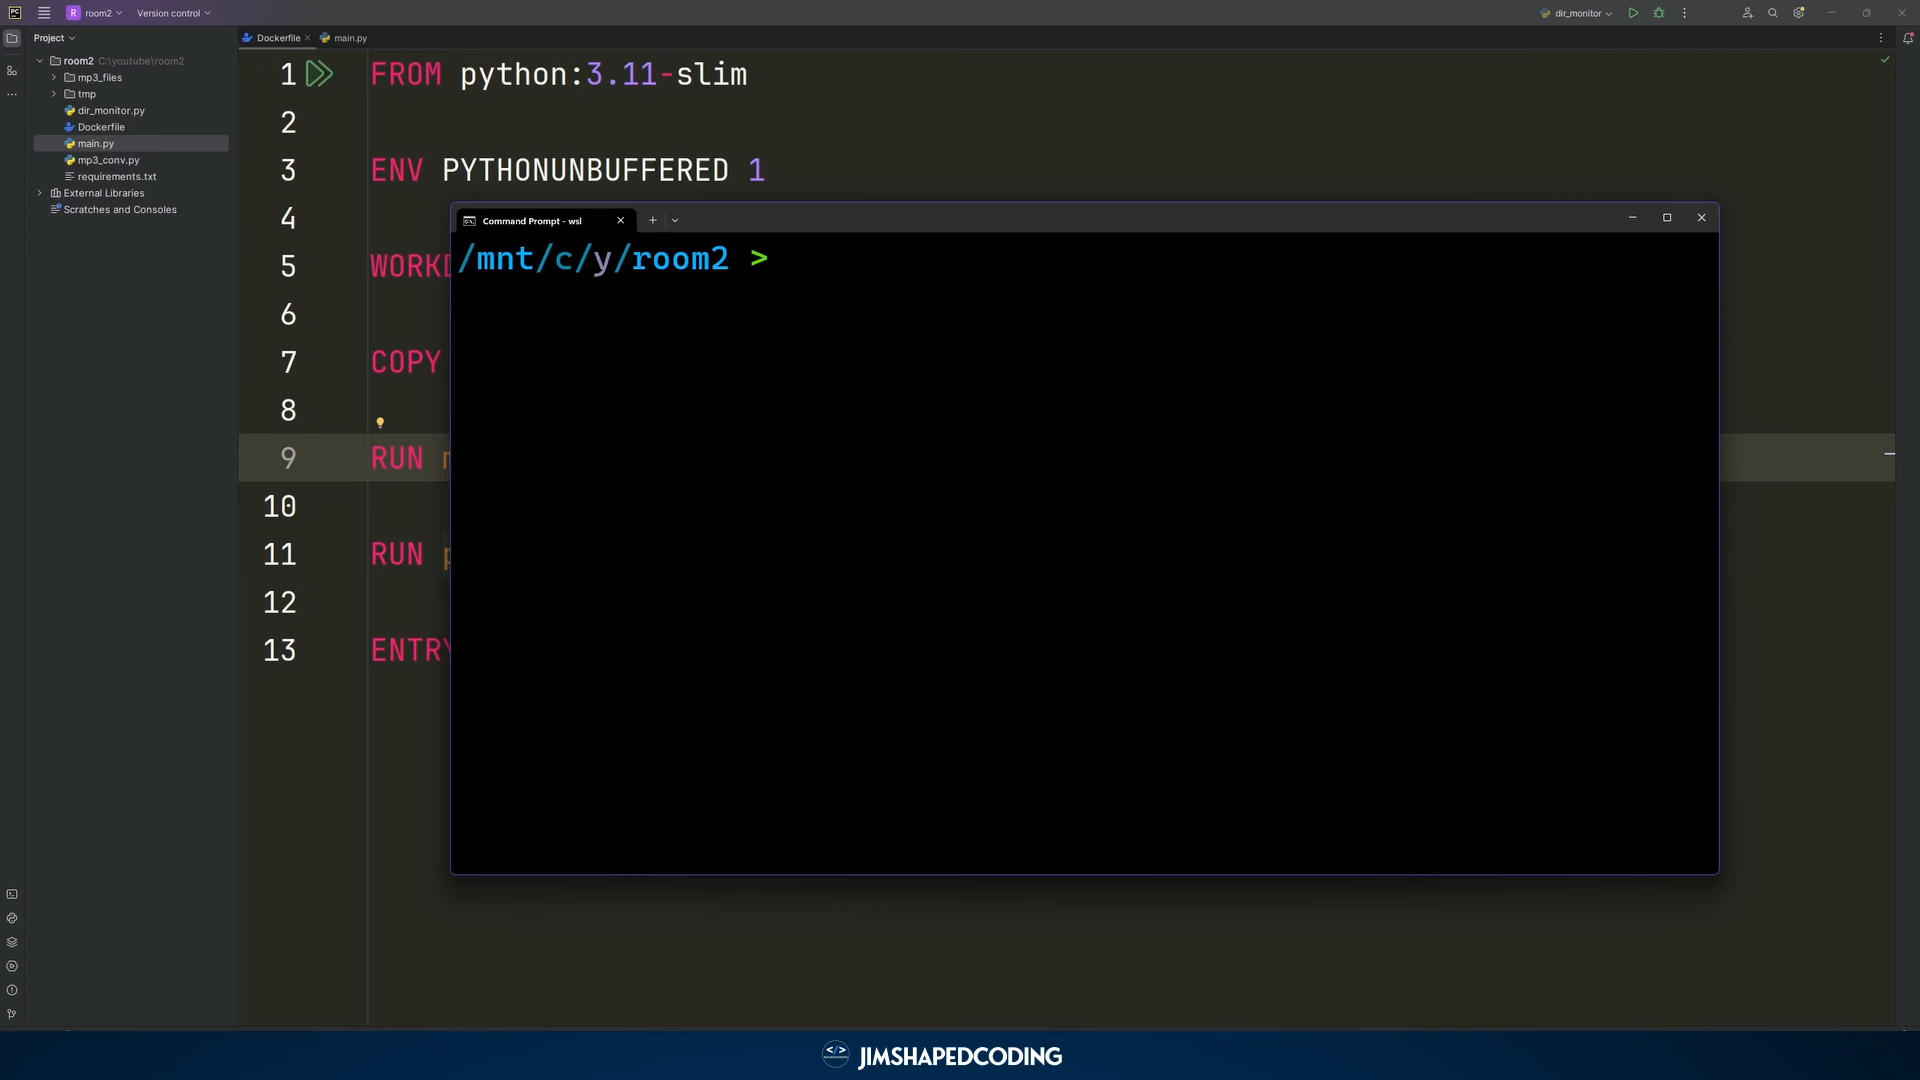 PC
R room2
Version control
dir_monitor
Project
Dockerfile
main.py
room2 C:\youtube\room2
mp3_files
tmp
dir_monitor.py
Dockerfile
main.py
mp3_conv.py
requirements.txt
External Libraries
Scratches and Consoles
1 FROM python:3.11-slim
2
3 ENV PYTHONUNBUFFERED 1
4
5 WORKD
6
7 COPY
8
9 RUN
10
11 RUN p
12
13 ENTRY
Command Prompt - wsl
/mnt/c/y/room2 >
</> JIMSHAPEDCODING